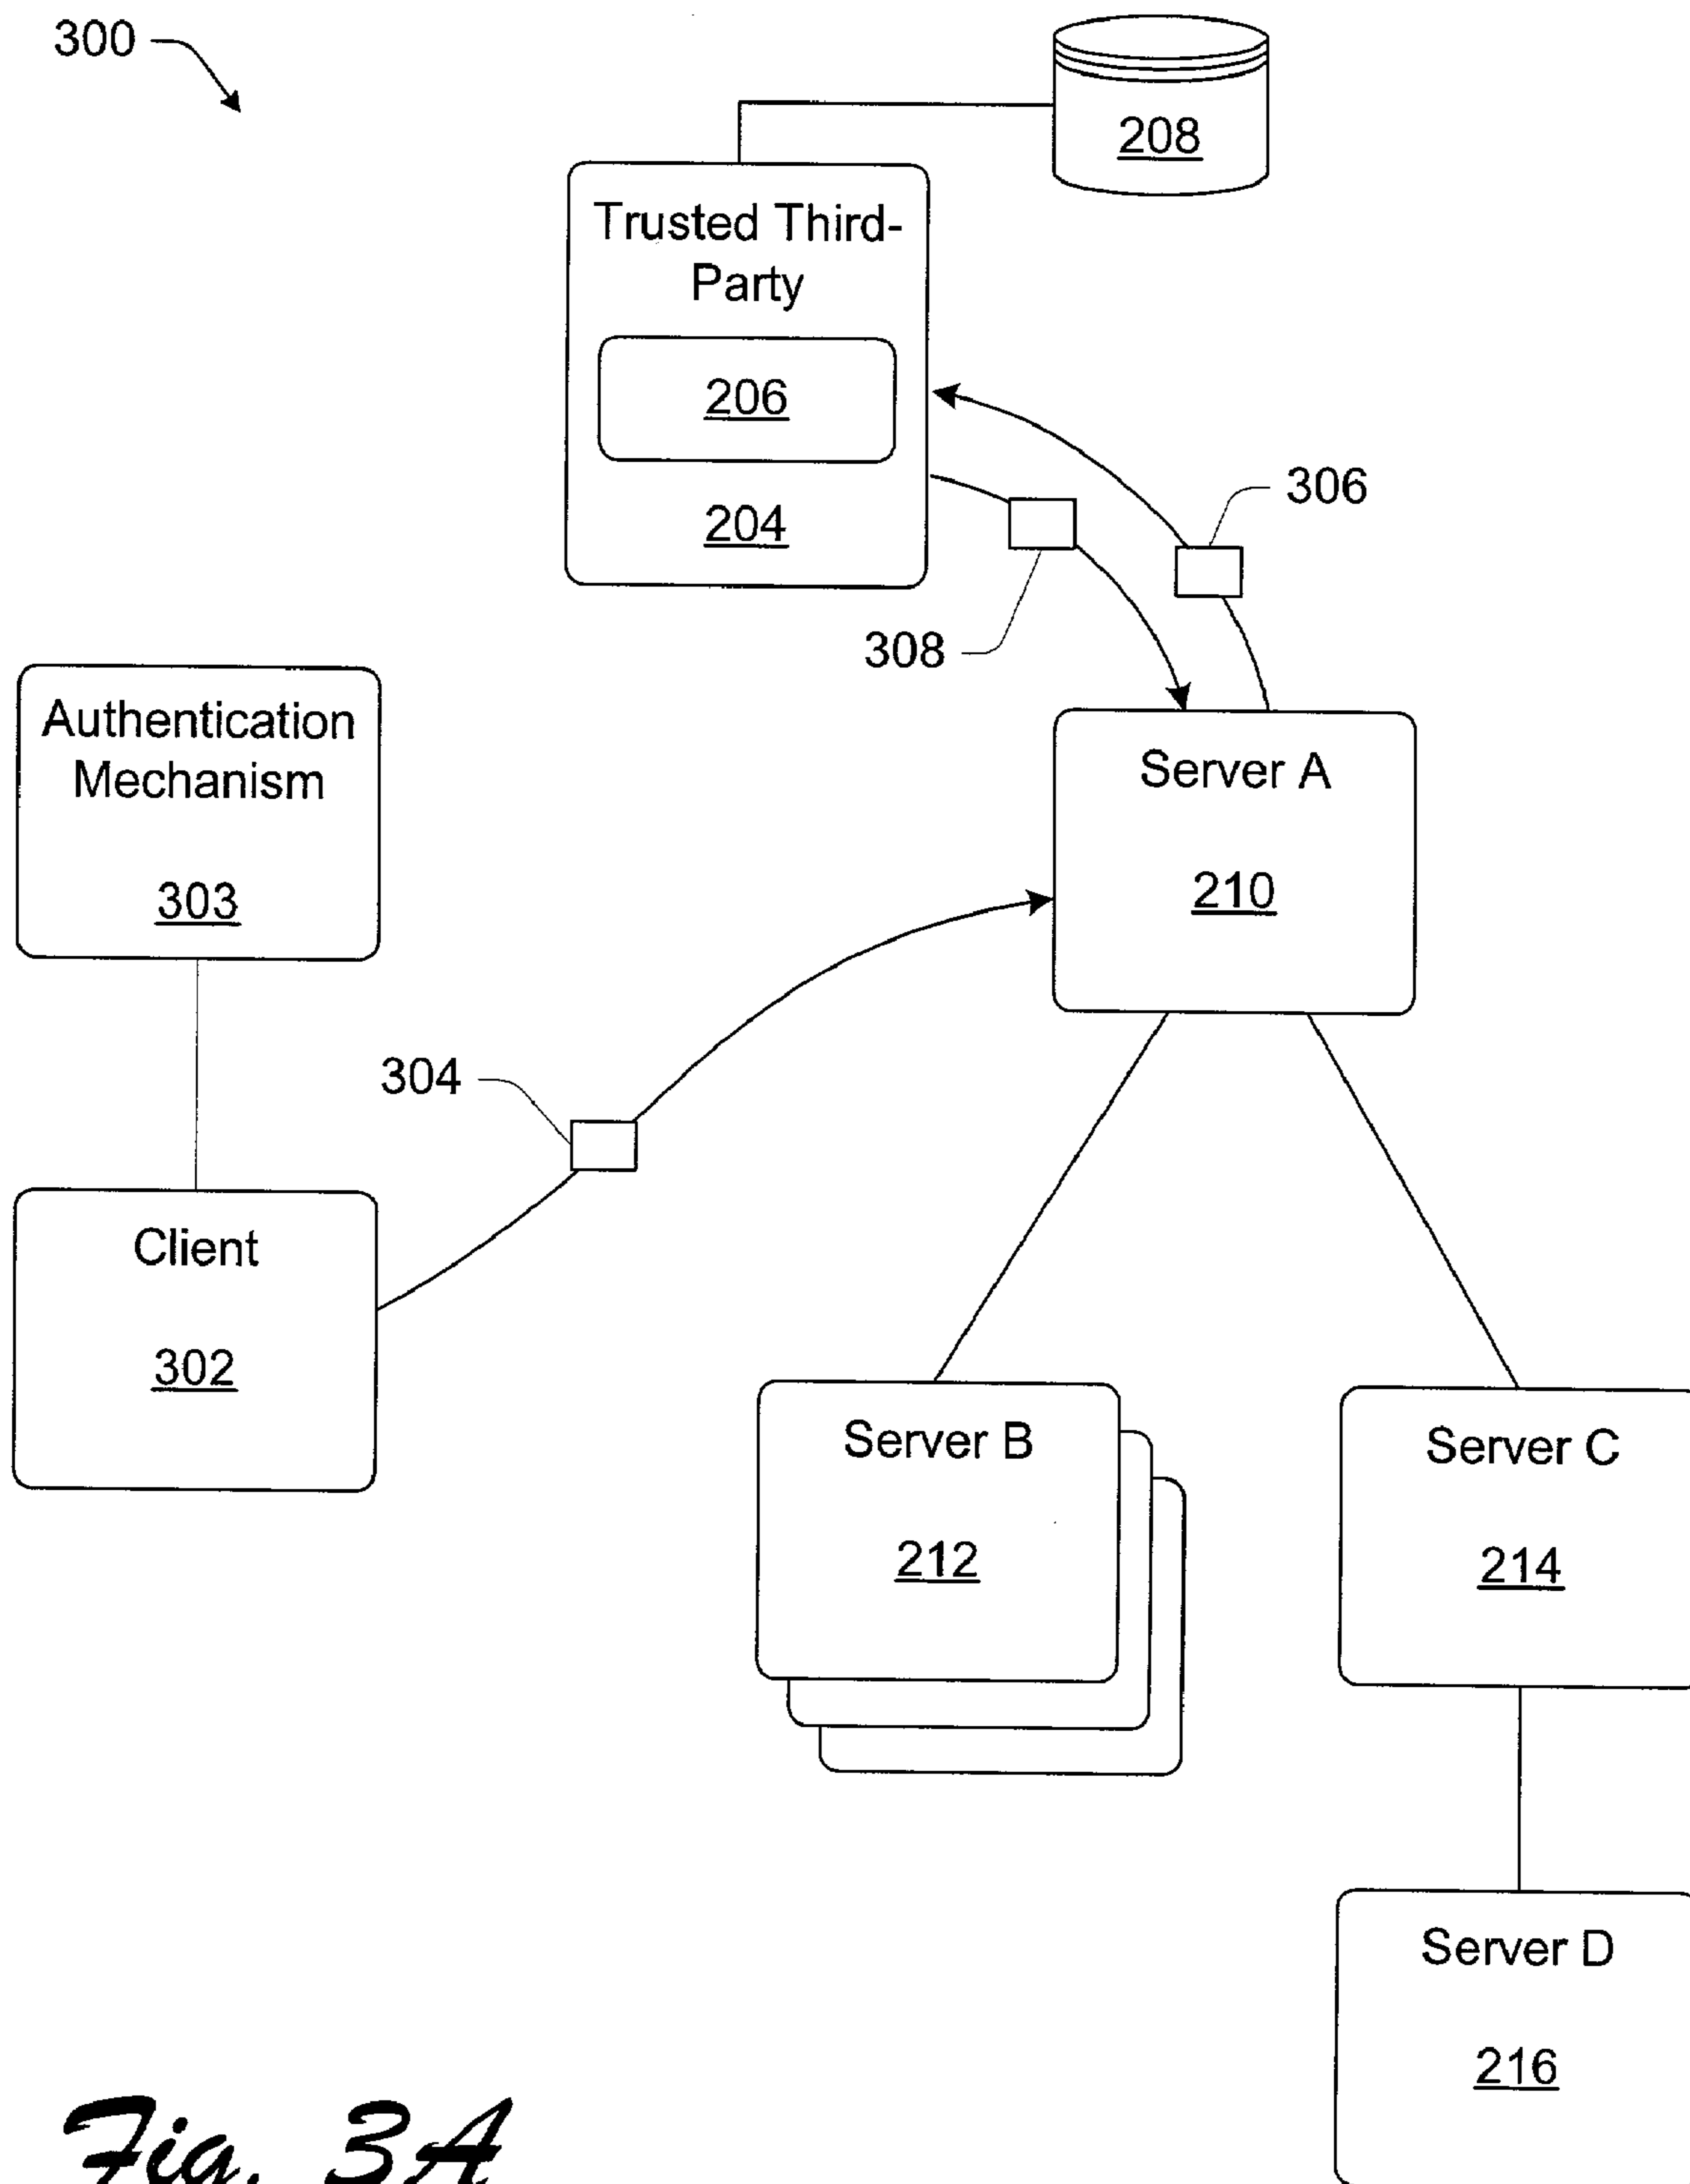 300
208
Trusted Third-
Party
206
204
306
308
Authentication
Mechanism
303
Server A
210
304
Client
302
Server B
212
Server C
214
Server D
216
Fig. 3A